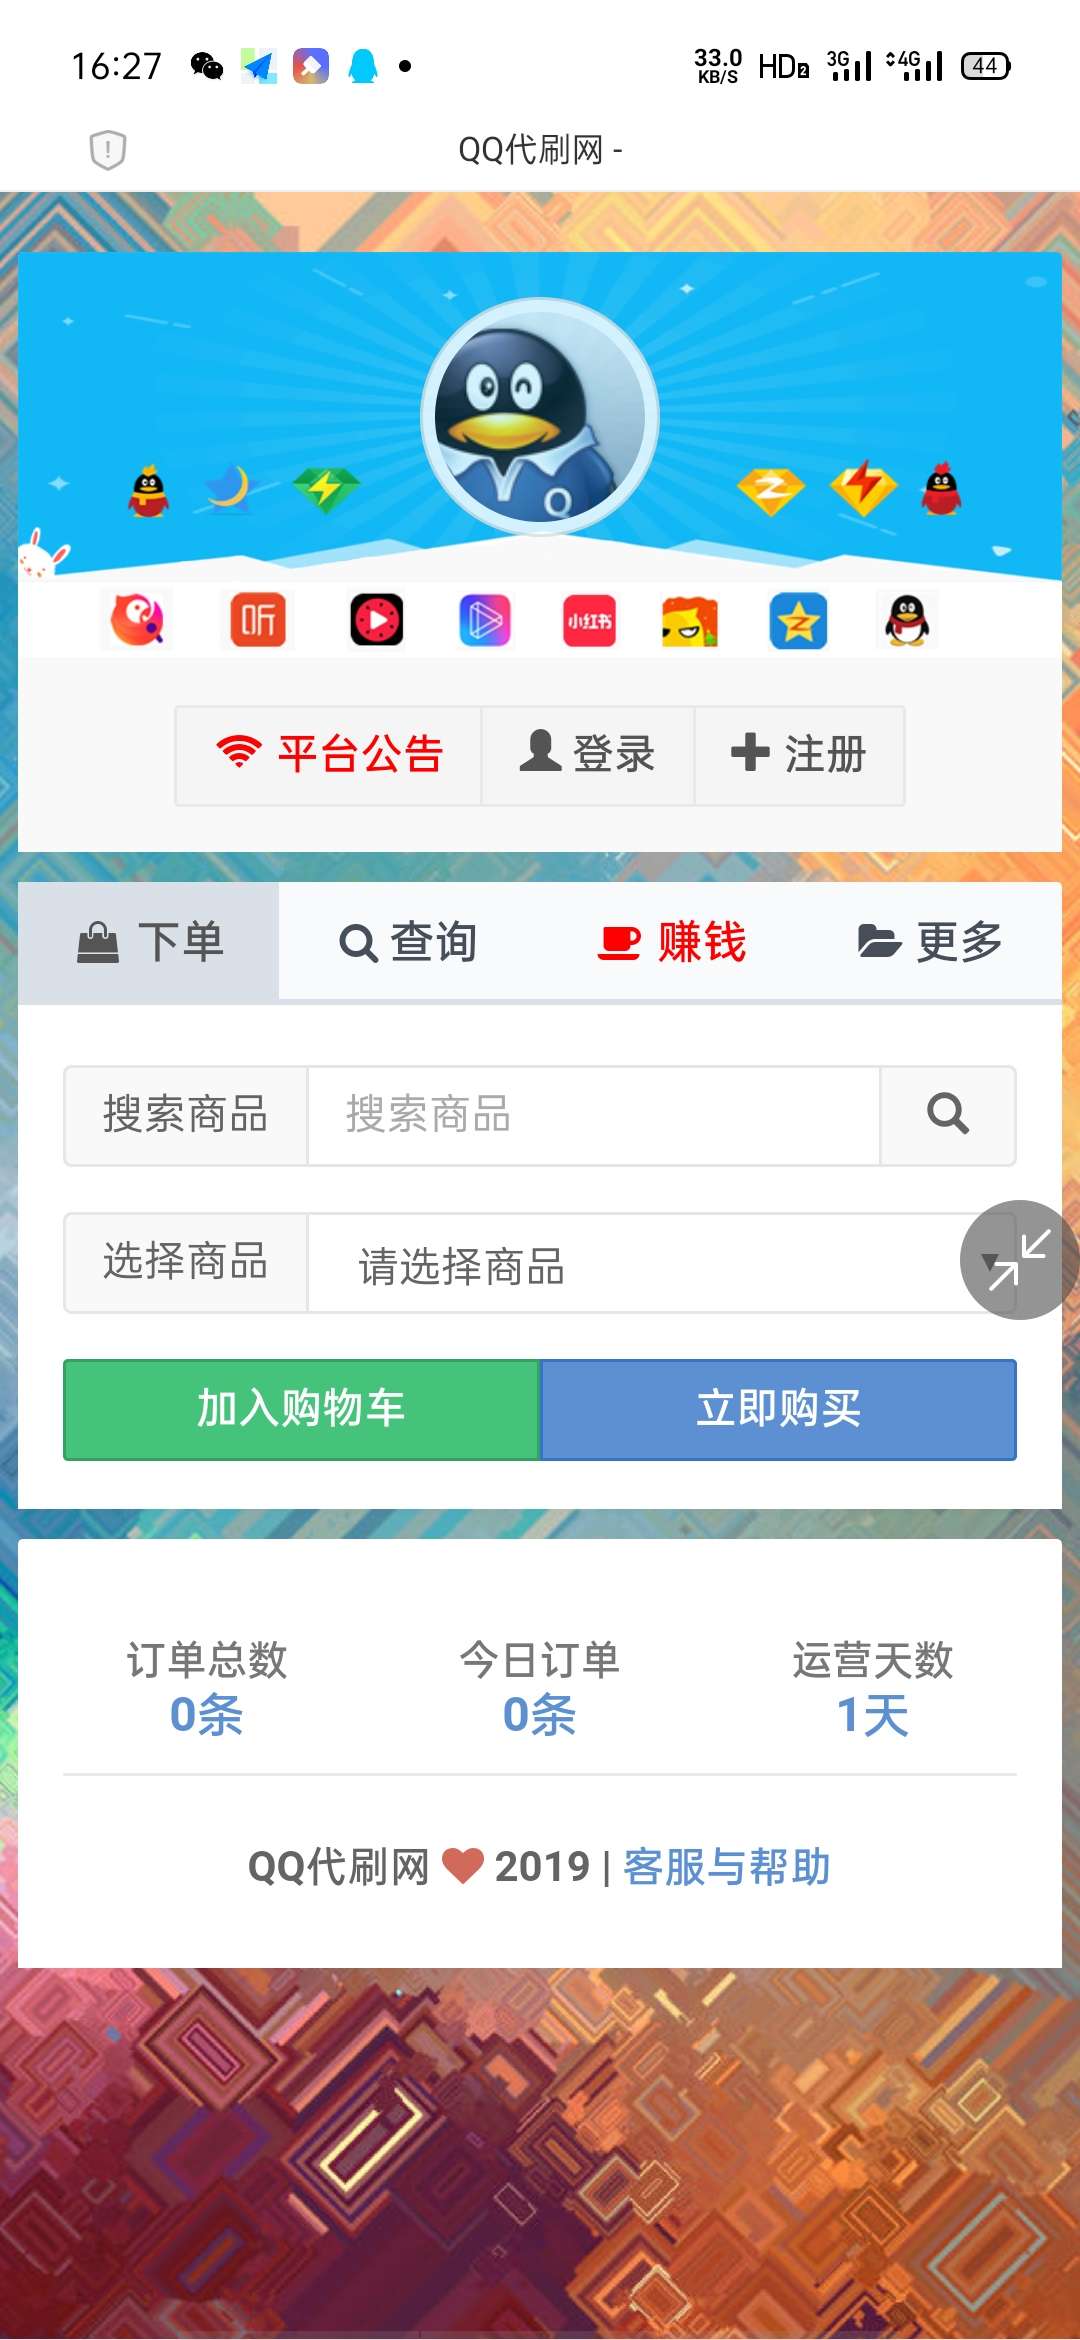 16:27
33.0 KB/S HD2 3G 4G 44
QQ代刷网 -
Q
听
小红书
Z
平台公告 登录 注册
下单 查询 赚钱 更多
搜索商品 搜索商品
选择商品 请选择商品
加入购物车 立即购买
订单总数 今日订单 运营天数
0条 0条 1天
QQ代刷网 2019 | 客服与帮助